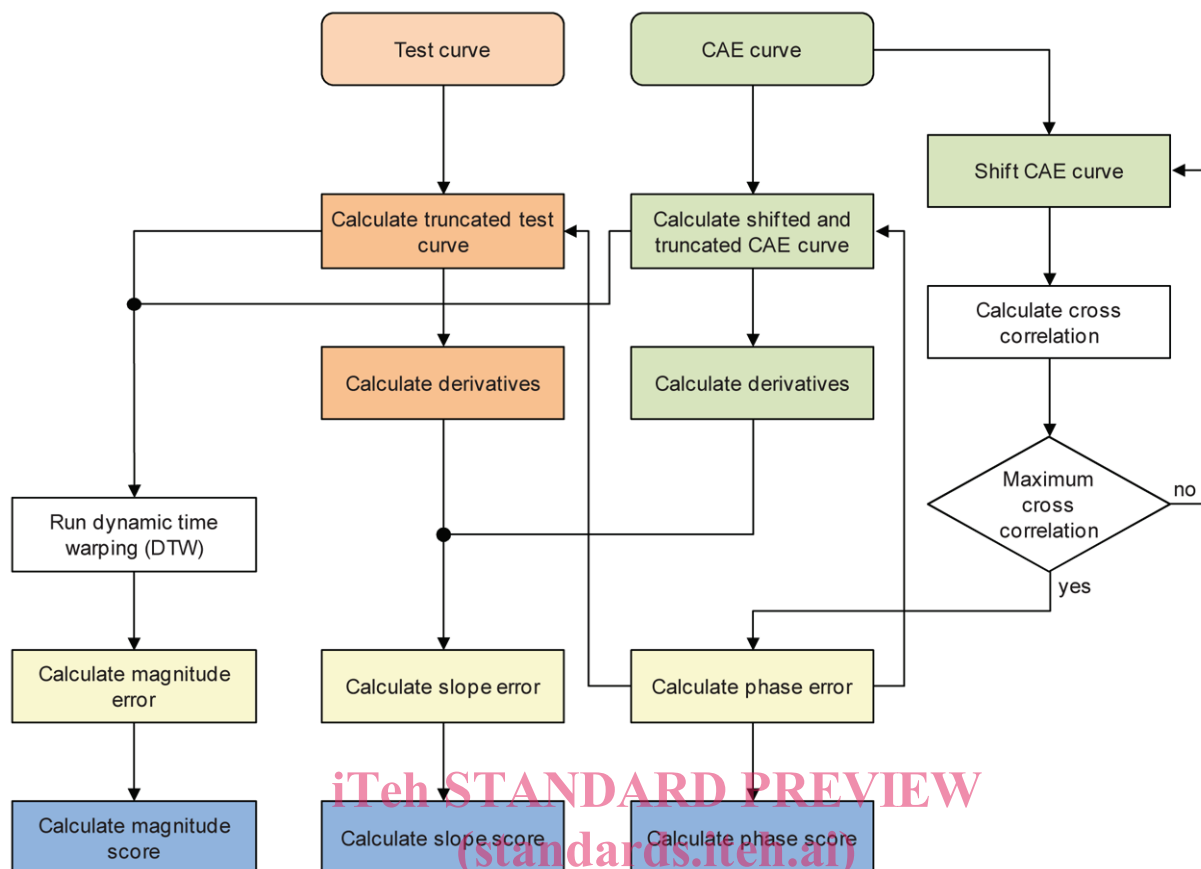 Test curve
CAE curve
Shift CAE curve
Calculate truncated test
curve
Calculate shifted and
truncated CAE curve
Calculate cross
correlation
Calculate derivatives
Calculate derivatives
Maximum
cross
correlation
no
yes
Run dynamic time
warping (DTW)
Calculate magnitude
error
Calculate slope error
Calculate phase error
iTeh STANDARD PREVIEW
Calculate magnitude
score
Calculate slope score
Calculate phase score
(standards.iteh.ai)